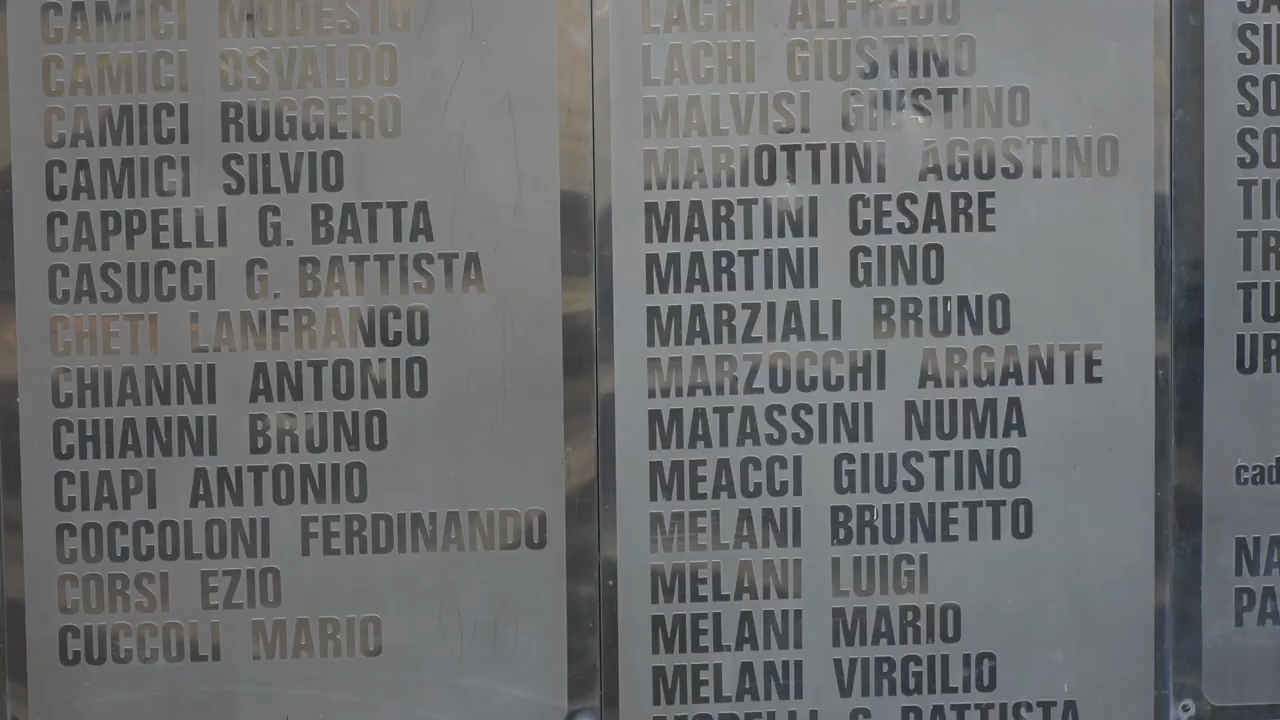 CAMICI MODESTO
CAMICI OSVALDO
CAMICI RUGGERO
CAMICI SILVIO
CAPPELLI G. BATTA
CASUCCI G. BATTISTA
CHETI LANFRANCO
CHIANNI ANTONIO
CHIANNI BRUNO
CIAPI ANTONIO
COCCOLONI FERDINANDO
CORSI EZIO
CUCCOLI MARIO
LACHI ALFREDO
LACHI GIUSTINO
MALVISI GIUSTINO
MARIOTTINI AGOSTINO
MARTINI CESARE
MARTINI GINO
MARZIALI BRUNO
MARZOCCHI ARGANTE
MATASSINI NUMA
MEACCI GIUSTINO
MELANI BRUNETTO
MELANI LUIGI
MELANI MARIO
MELANI VIRGILIO
MORELLI G. BATTISTA